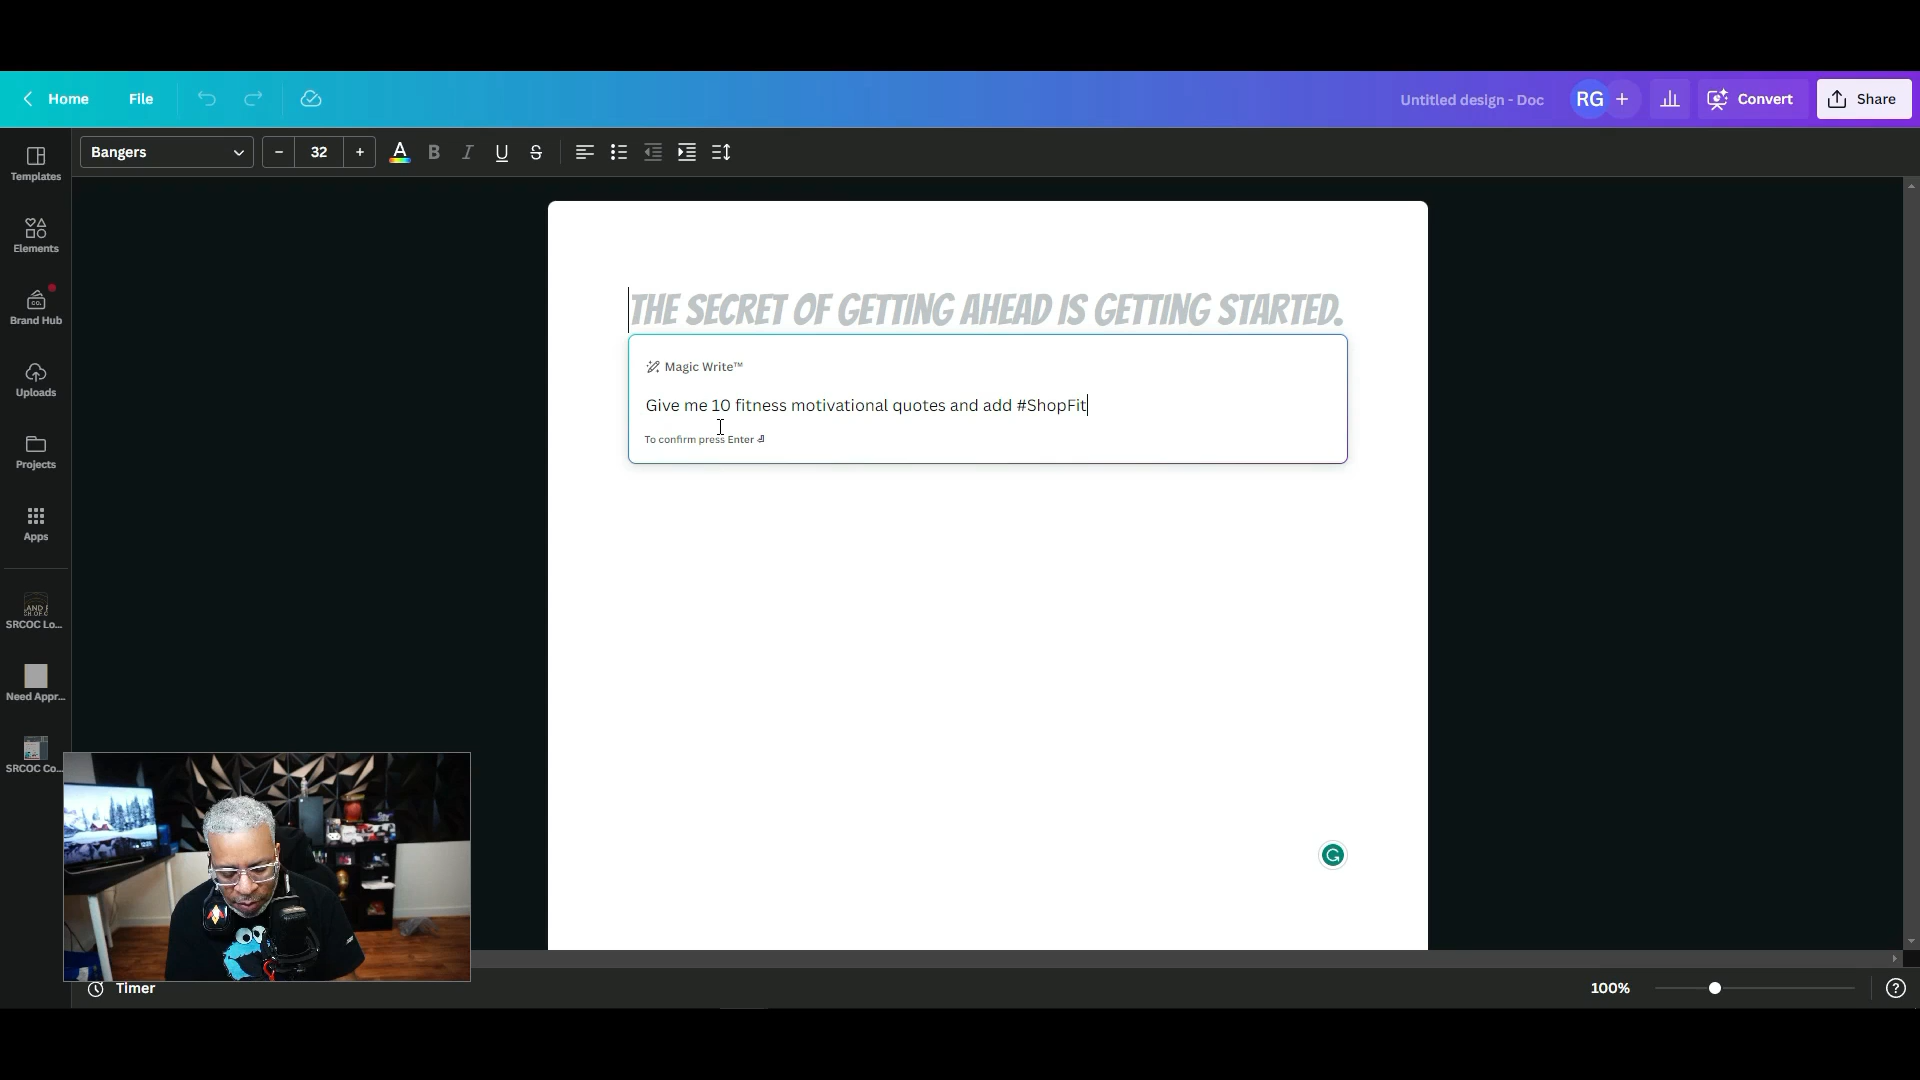 Home
File
Untitled design - Doc
RG
+
Convert
Share
Bangers
− 32 +
A B I U S
Templates
Elements
CO.
Brand Hub
Uploads
Projects
Apps
SRCOC Lo...
Need Appr...
SRCOC Co...
THE SECRET OF GETTING AHEAD IS GETTING STARTED.
Magic Write™
Give me 10 fitness motivational quotes and add #ShopFit
To confirm press Enter ⏎
Timer
100%
?